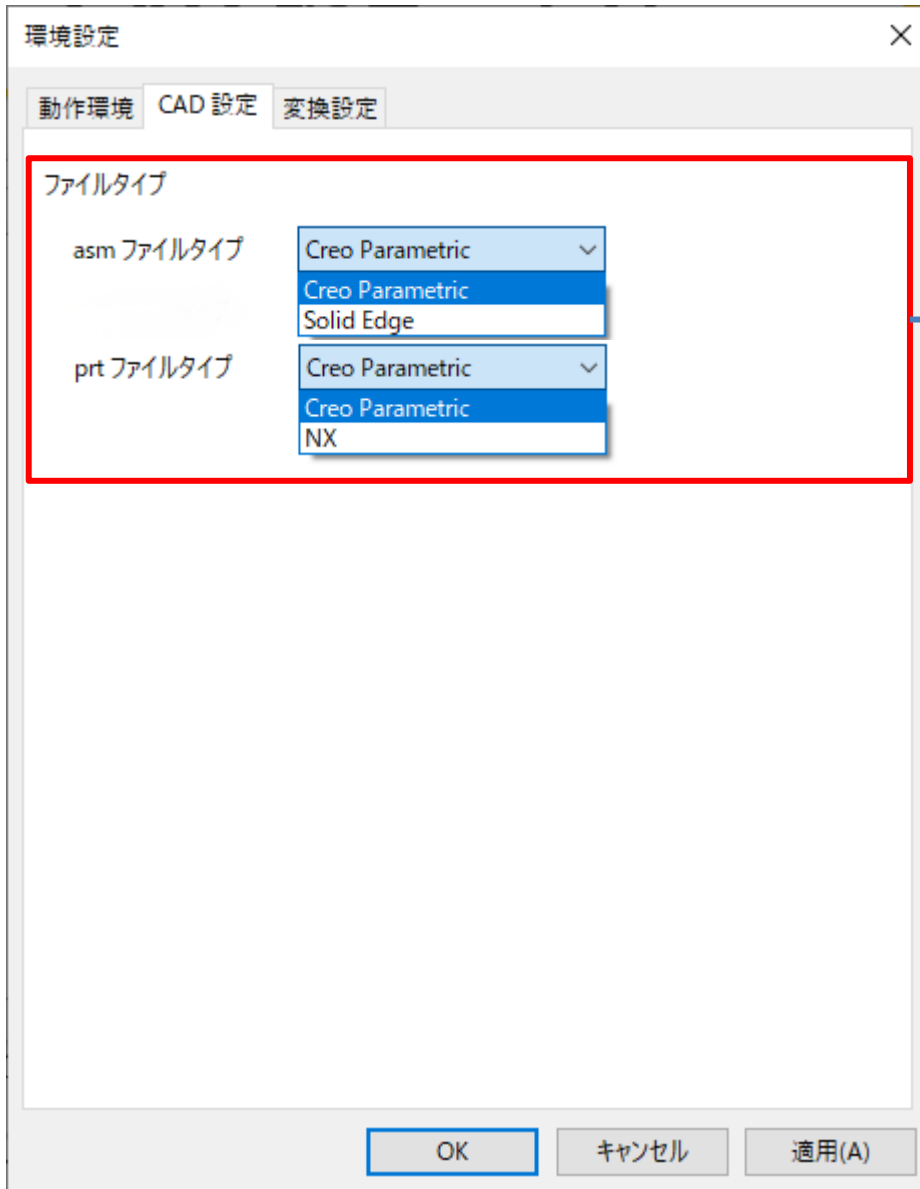 環境設定
動作環境 CAD 設定 変換設定
ファイルタイプ
asm ファイルタイプ Creo Parametric
Creo Parametric
Solid Edge
prt ファイルタイプ Creo Parametric
Creo Parametric
NX
OK キャンセル 適用(A)